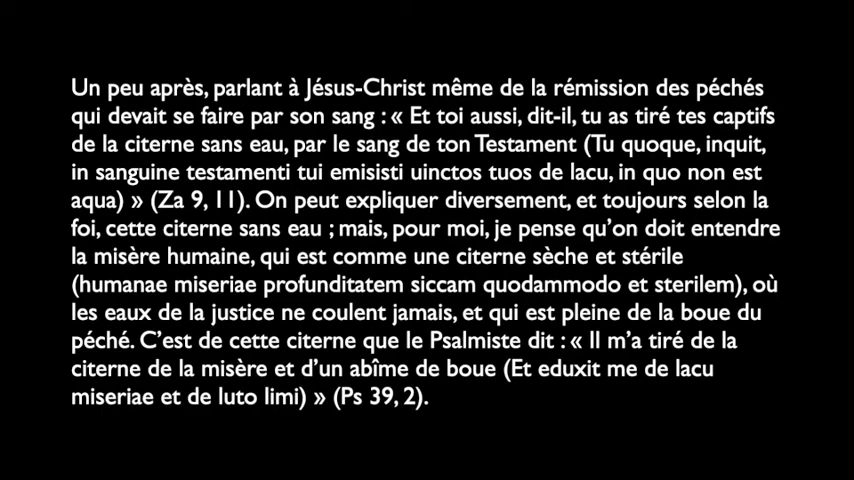 Un peu après, parlant à Jésus-Christ même de la rémission des péchés
qui devait se faire par son sang : « Et toi aussi, dit-il, tu as tiré tes captifs
de la citerne sans eau, par le sang de ton Testament (Tu quoque, inquit,
in sanguine testamenti tui emisisti uinctos tuos de lacu, in quo non est
aqua) » (Za 9, 11). On peut expliquer diversement, et toujours selon la
foi, cette citerne sans eau ; mais, pour moi, je pense qu’on doit entendre
la misère humaine, qui est comme une citerne sèche et stérile
(humanae miseriae profunditatem siccam quodammodo et sterilem), où
les eaux de la justice ne coulent jamais, et qui est pleine de la boue du
péché. C’est de cette citerne que le Psalmiste dit : « Il m’a tiré de la
citerne de la misère et d’un abîme de boue (Et eduxit me de lacu
miseriae et de luto limi) » (Ps 39, 2).